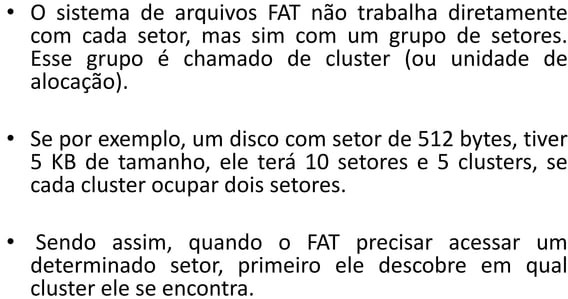 • O sistema de arquivos FAT não trabalha diretamente
com cada setor, mas sim com um grupo de setores.
Esse grupo é chamado de cluster (ou unidade de
alocação).
• Se por exemplo, um disco com setor de 512 bytes, tiver
5 KB de tamanho, ele terá 10 setores e 5 clusters, se
cada cluster ocupar dois setores.
• Sendo assim, quando o FAT precisar acessar um
determinado setor, primeiro ele descobre em qual
cluster ele se encontra.